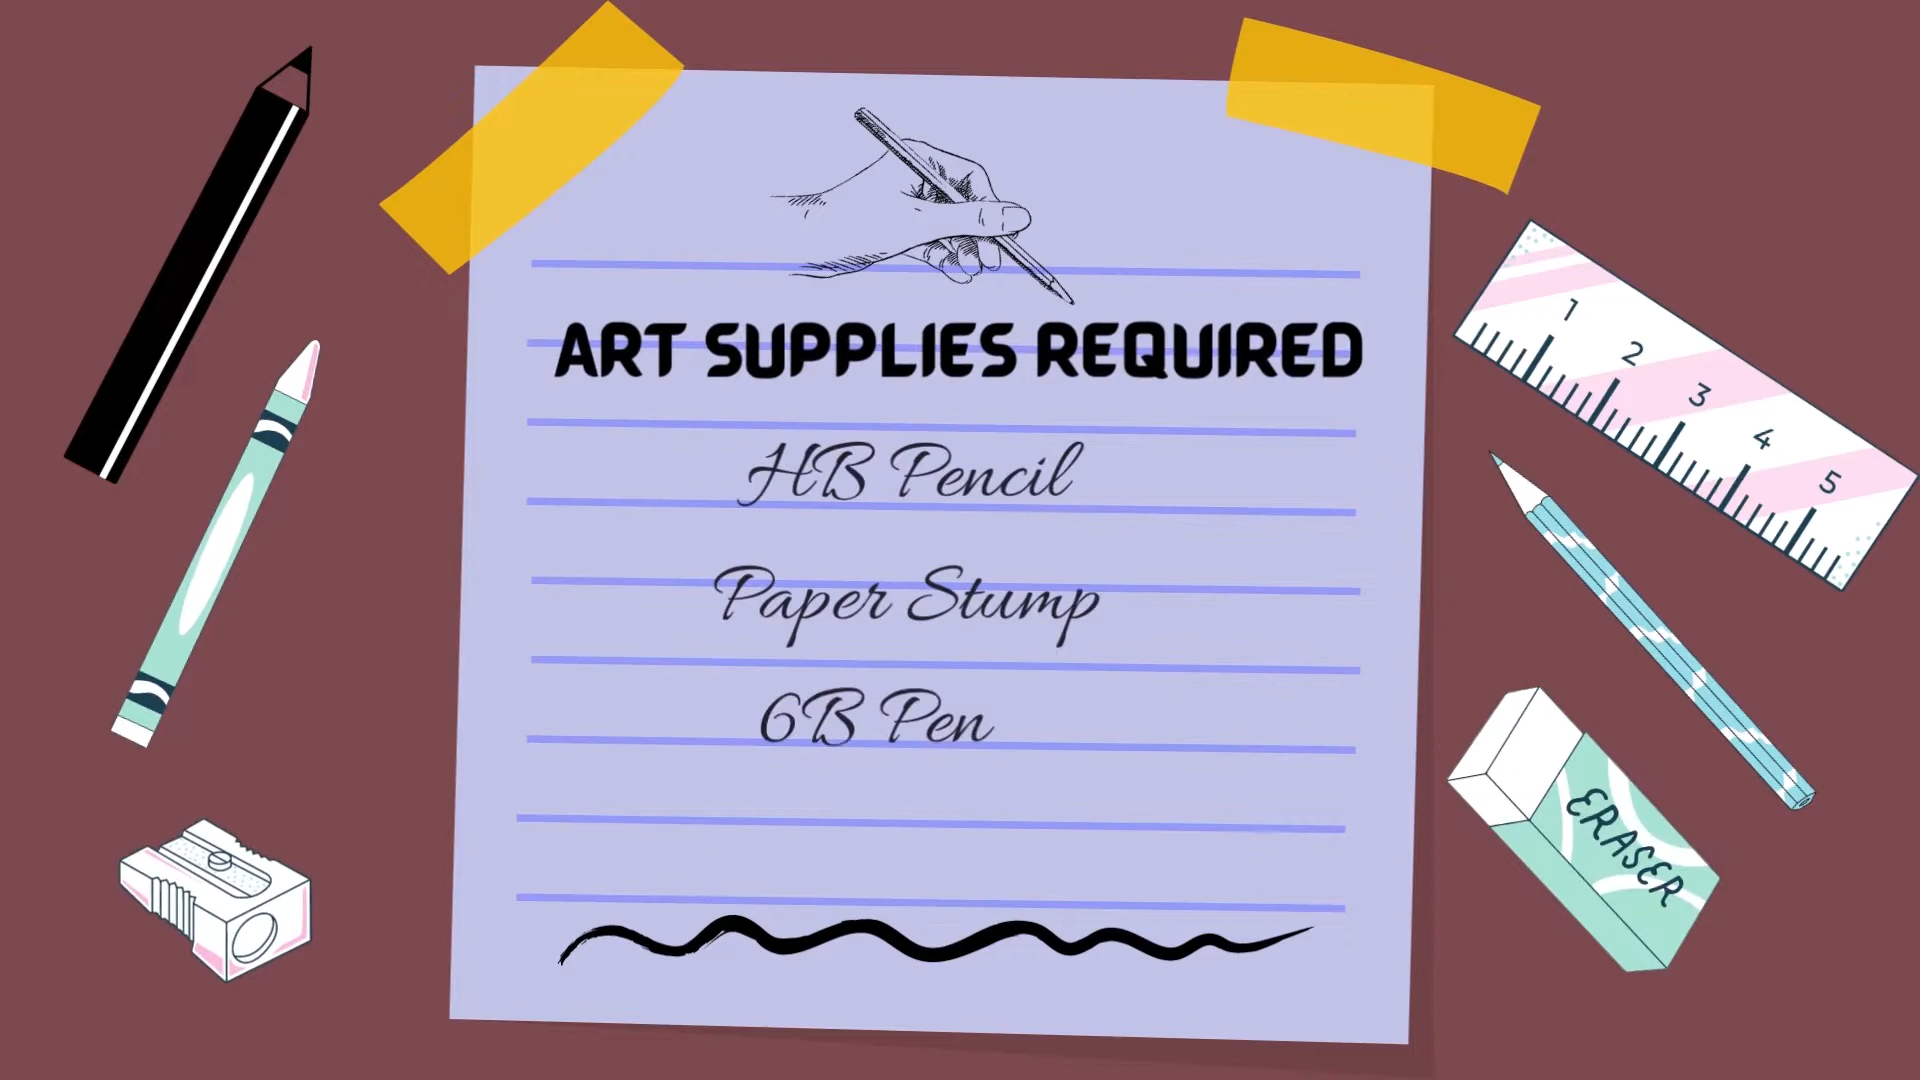 ART SUPPLIES REQUIRED
HB Pencil
Paper Stump
6B Pen
1 2 3 4 5
ERASER